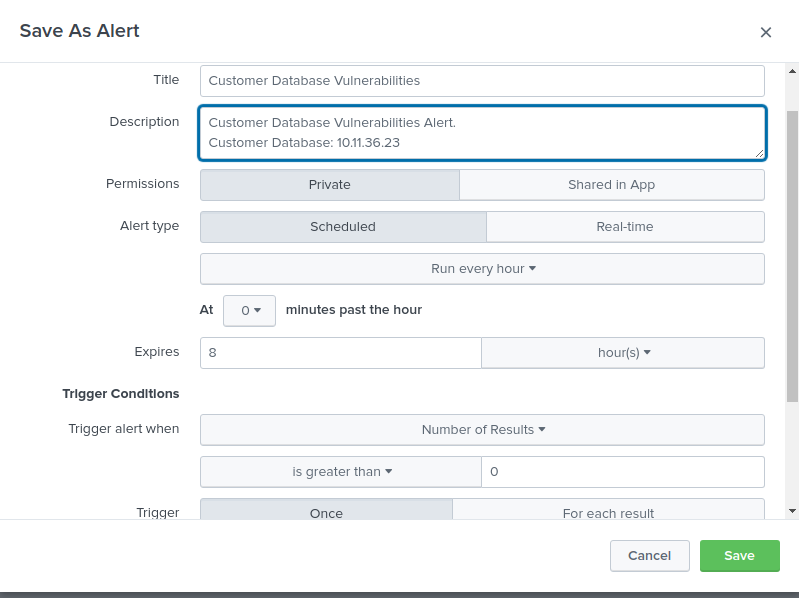 Save As Alert
Title
Customer Database Vulnerabilities
Description
Customer Database Vulnerabilities Alert.
Customer Database: 10.11.36.23
Permissions
Private
Shared in App
Alert type
Scheduled
Real-time
Run every hour
At 0 minutes past the hour
Expires
8
hour(s)
Trigger Conditions
Trigger alert when
Number of Results
is greater than
0
Trigger
Once
For each result
Cancel
Save